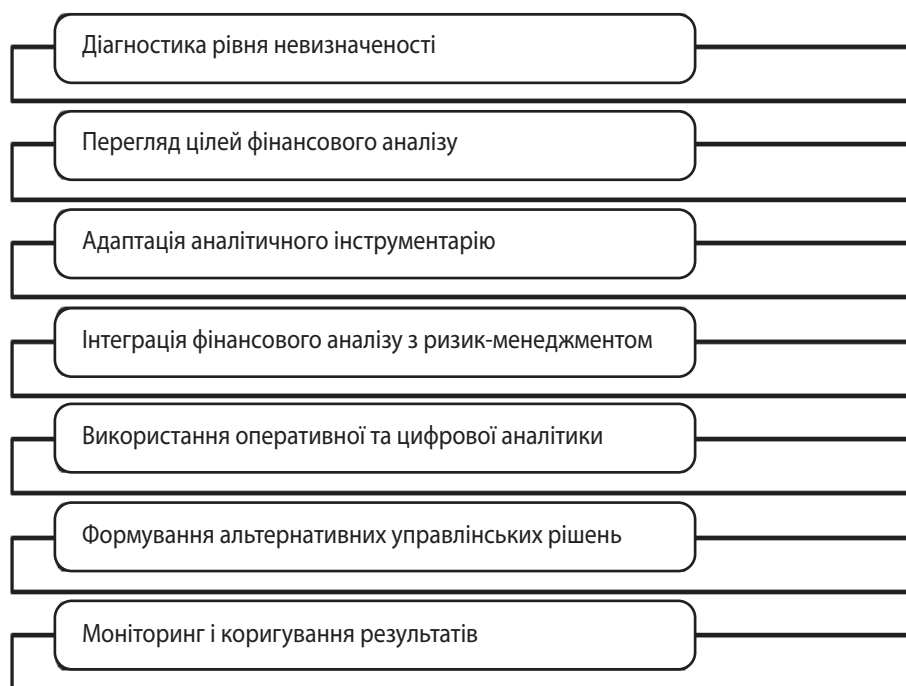 Діагностика рівня невизначеності
Перегляд цілей фінансового аналізу
Адаптація аналітичного інструментарію
Інтеграція фінансового аналізу з ризик-менеджментом
Використання оперативної та цифрової аналітики
Формування альтернативних управлінських рішень
Моніторинг і коригування результатів